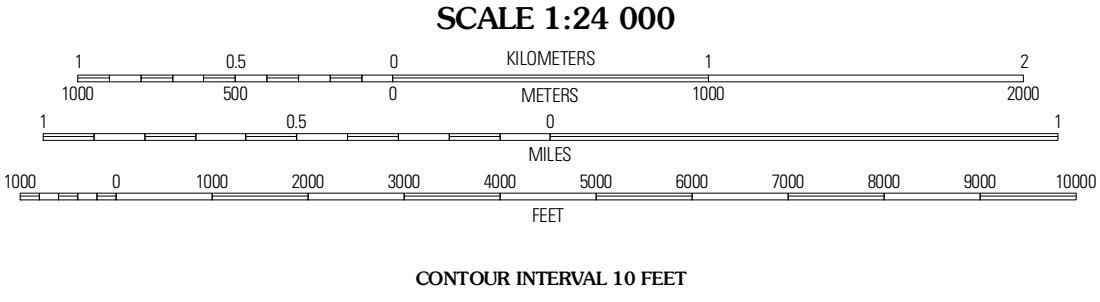 SCALE 1:24 000
1 0.5 0 KILOMETERS 1 2
1000 500 0 METERS 1000 2000
1 0.5 0 1
MILES
1000 0 1000 2000 3000 4000 5000 6000 7000 8000 9000 10000
FEET
CONTOUR INTERVAL 10 FEET